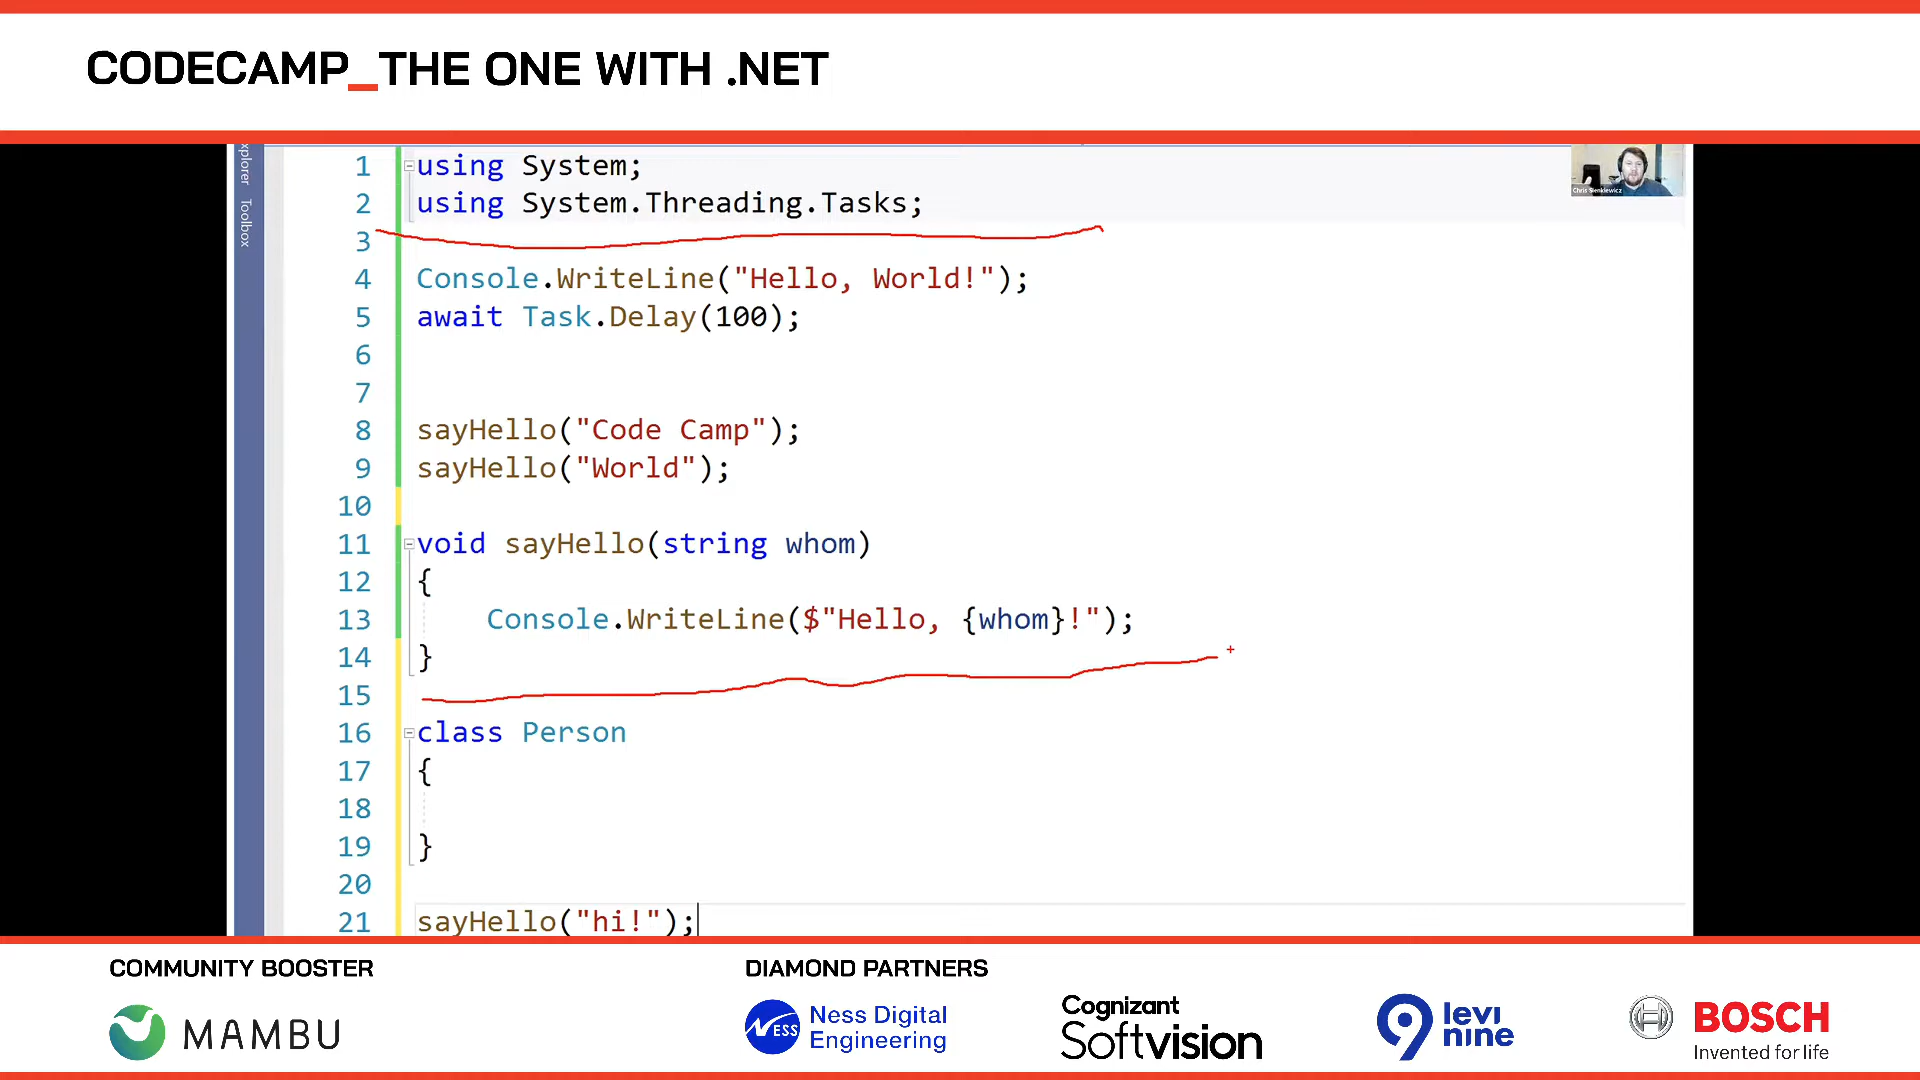 CODECAMP_THE ONE WITH .NET
xplorer
Toolbox
Chris Sienkiewicz
1 using System;
2 using System.Threading.Tasks;
3
4 Console.WriteLine("Hello, World!");
5 await Task.Delay(100);
6
7
8 sayHello("Code Camp");
9 sayHello("World");
10
11 void sayHello(string whom)
12 {
13 Console.WriteLine($"Hello, {whom}!");
14 }
15
16 class Person
17 {
18
19 }
20
21 sayHello("hi!");
COMMUNITY BOOSTER
MAMBU
DIAMOND PARTNERS
NESS
Ness Digital
Engineering
Cognizant
Softvision
levi
nine
BOSCH
Invented for life